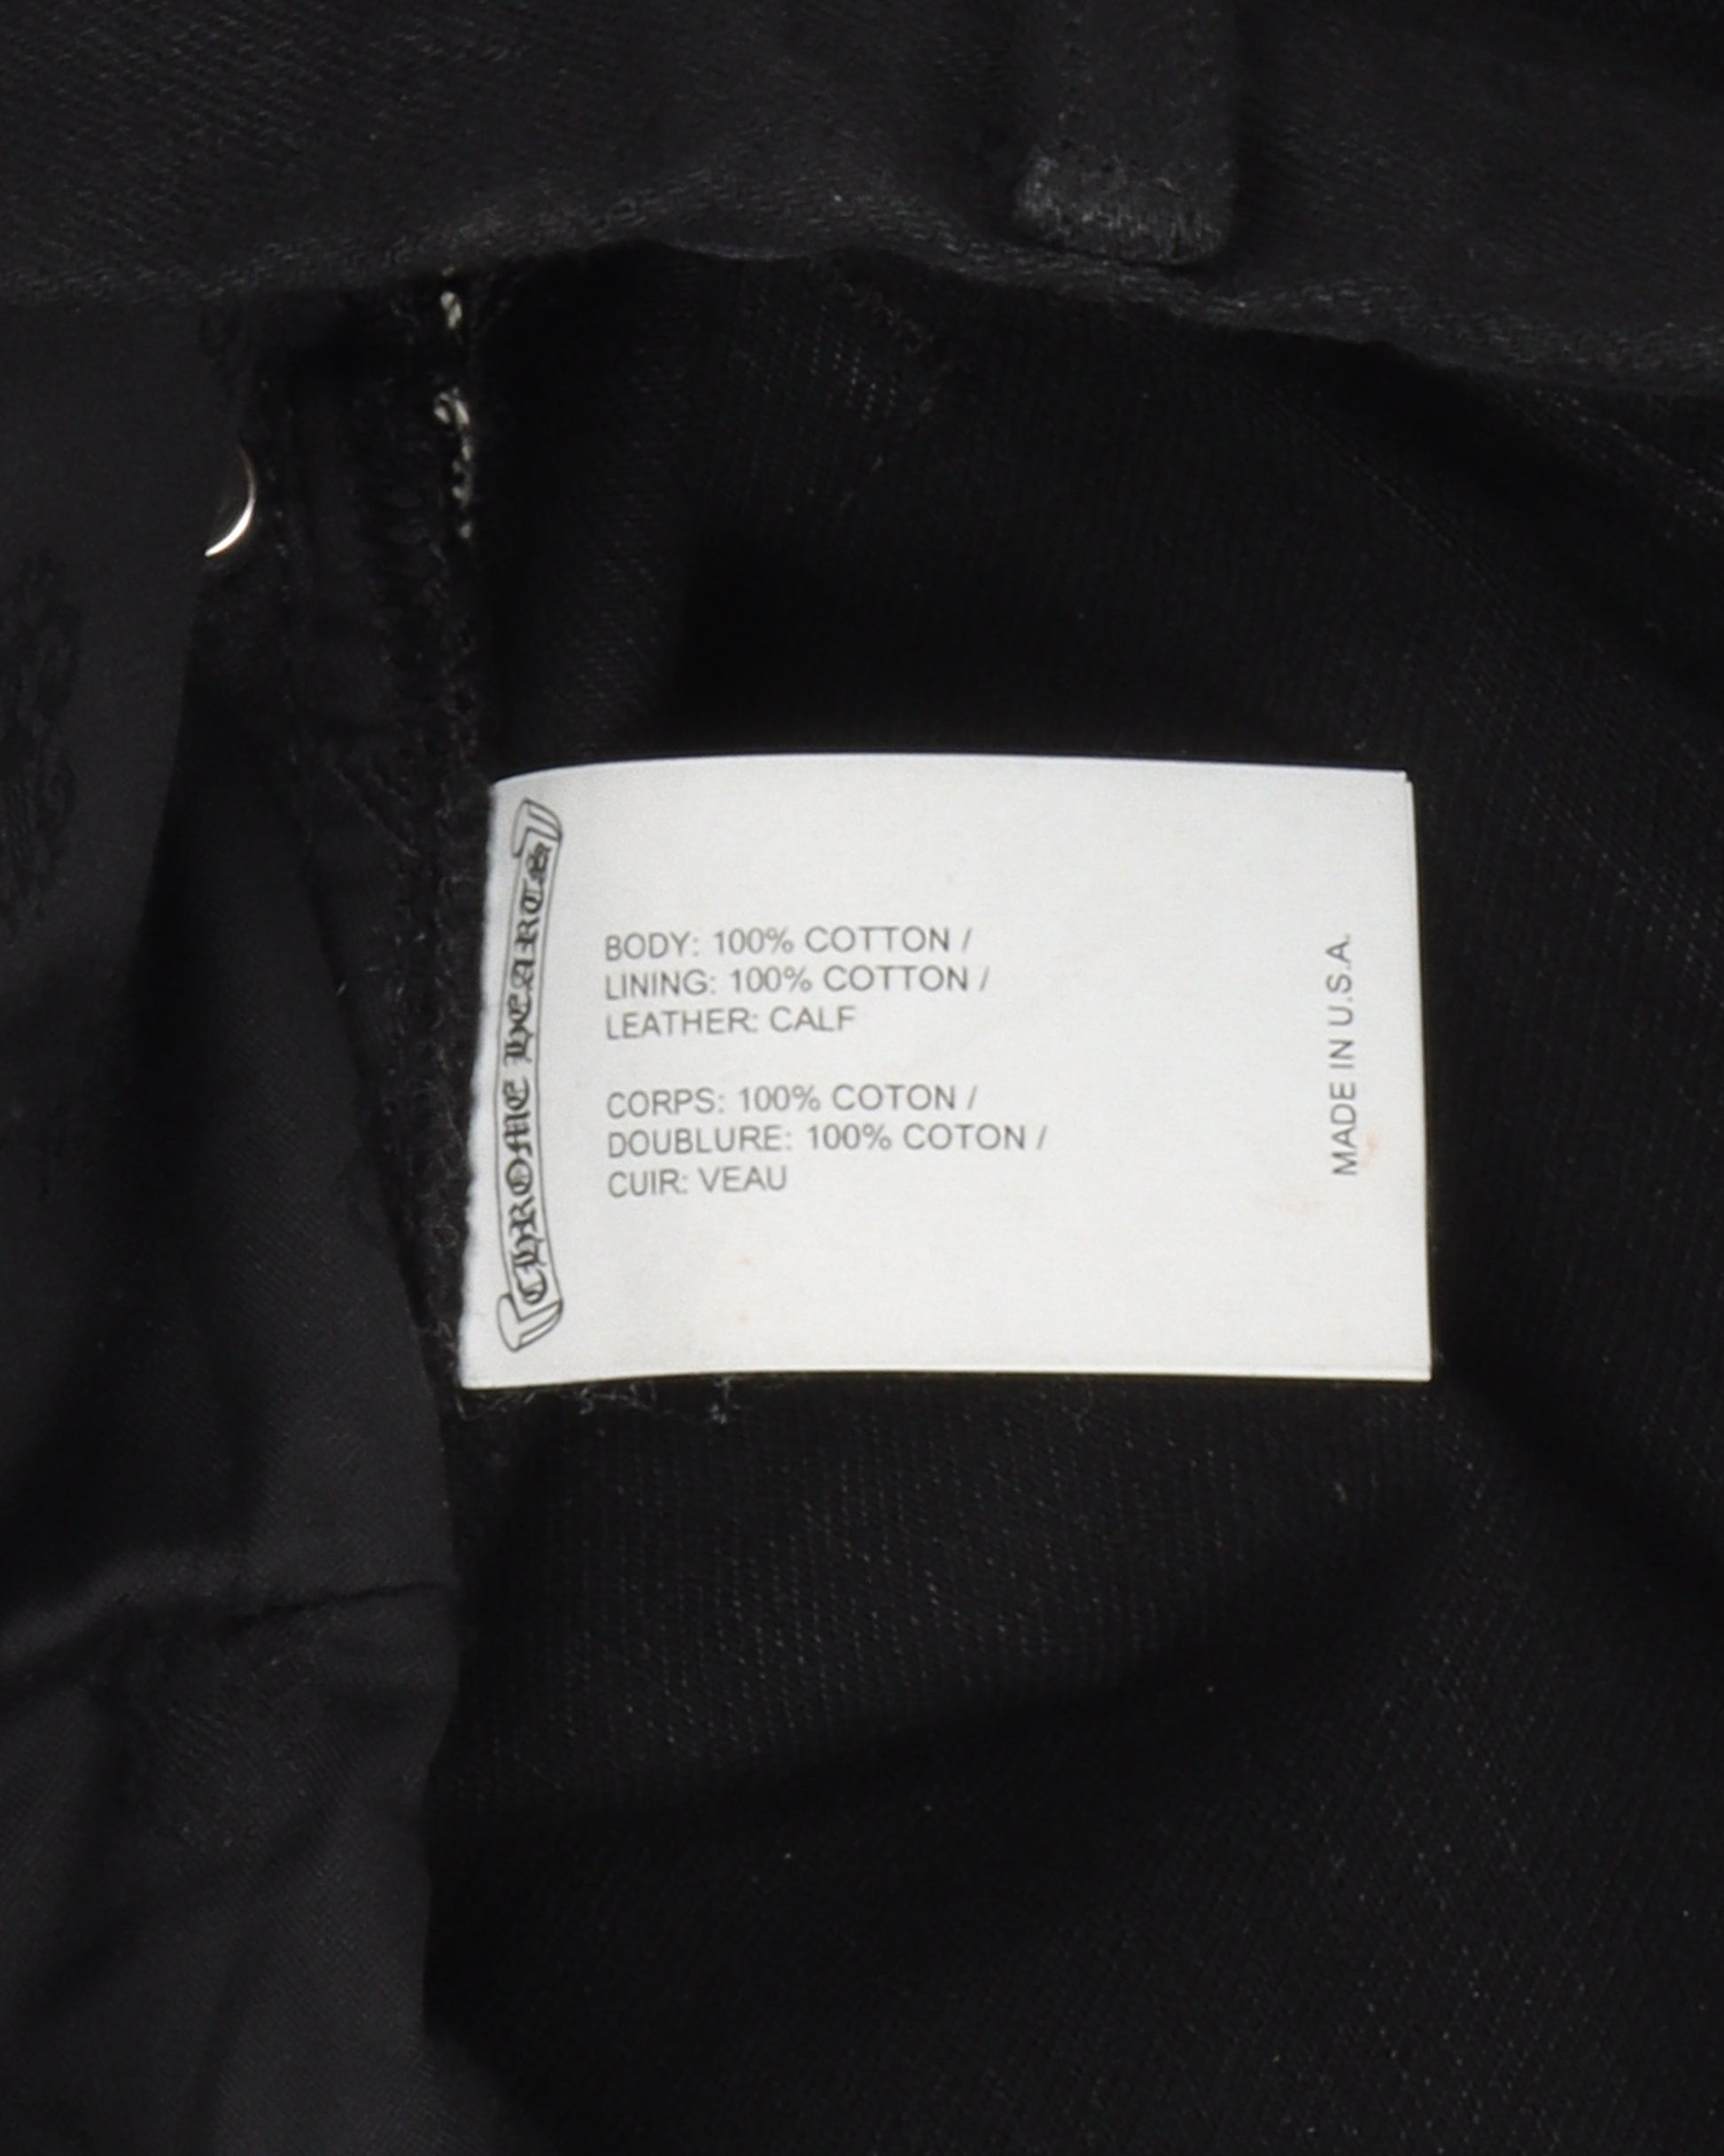 CHROME HEARTS
BODY: 100% COTTON /
LINING: 100% COTTON /
LEATHER: CALF
CORPS: 100% COTON /
DOUBLURE: 100% COTON /
CUIR: VEAU
MADE IN U.S.A.